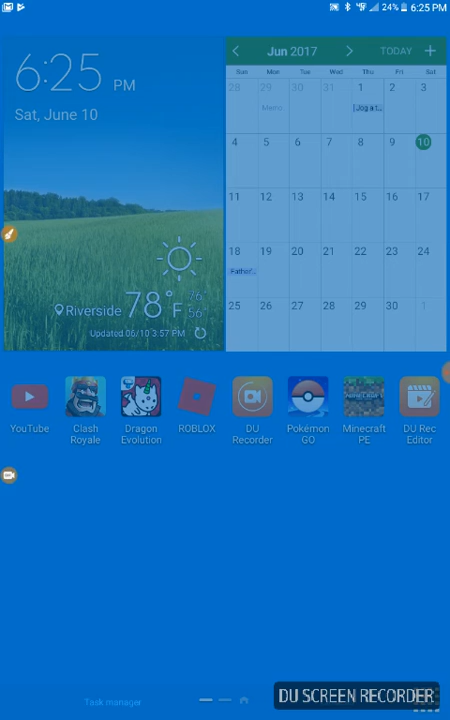 24% 6:25 PM
6:25 PM
Sat, June 10
Riverside 78°F 76° 56°
Updated 06/10 3:57 PM
Jun 2017 TODAY +
Sun Mon Tue Wed Thu Fri Sat
28 29 30 31 1 2 3
Memo Jog a t...
4 5 6 7 8 9 10
11 12 13 14 15 16 17
18 19 20 21 22 23 24
Father'...
25 26 27 28 29 30 1
YouTube
Clash
Royale
Dragon
Evolution
ROBLOX
DU
Recorder
Pokémon
GO
Minecraft
PE
DU Rec
Editor
Task manager
DU SCREEN RECORDER